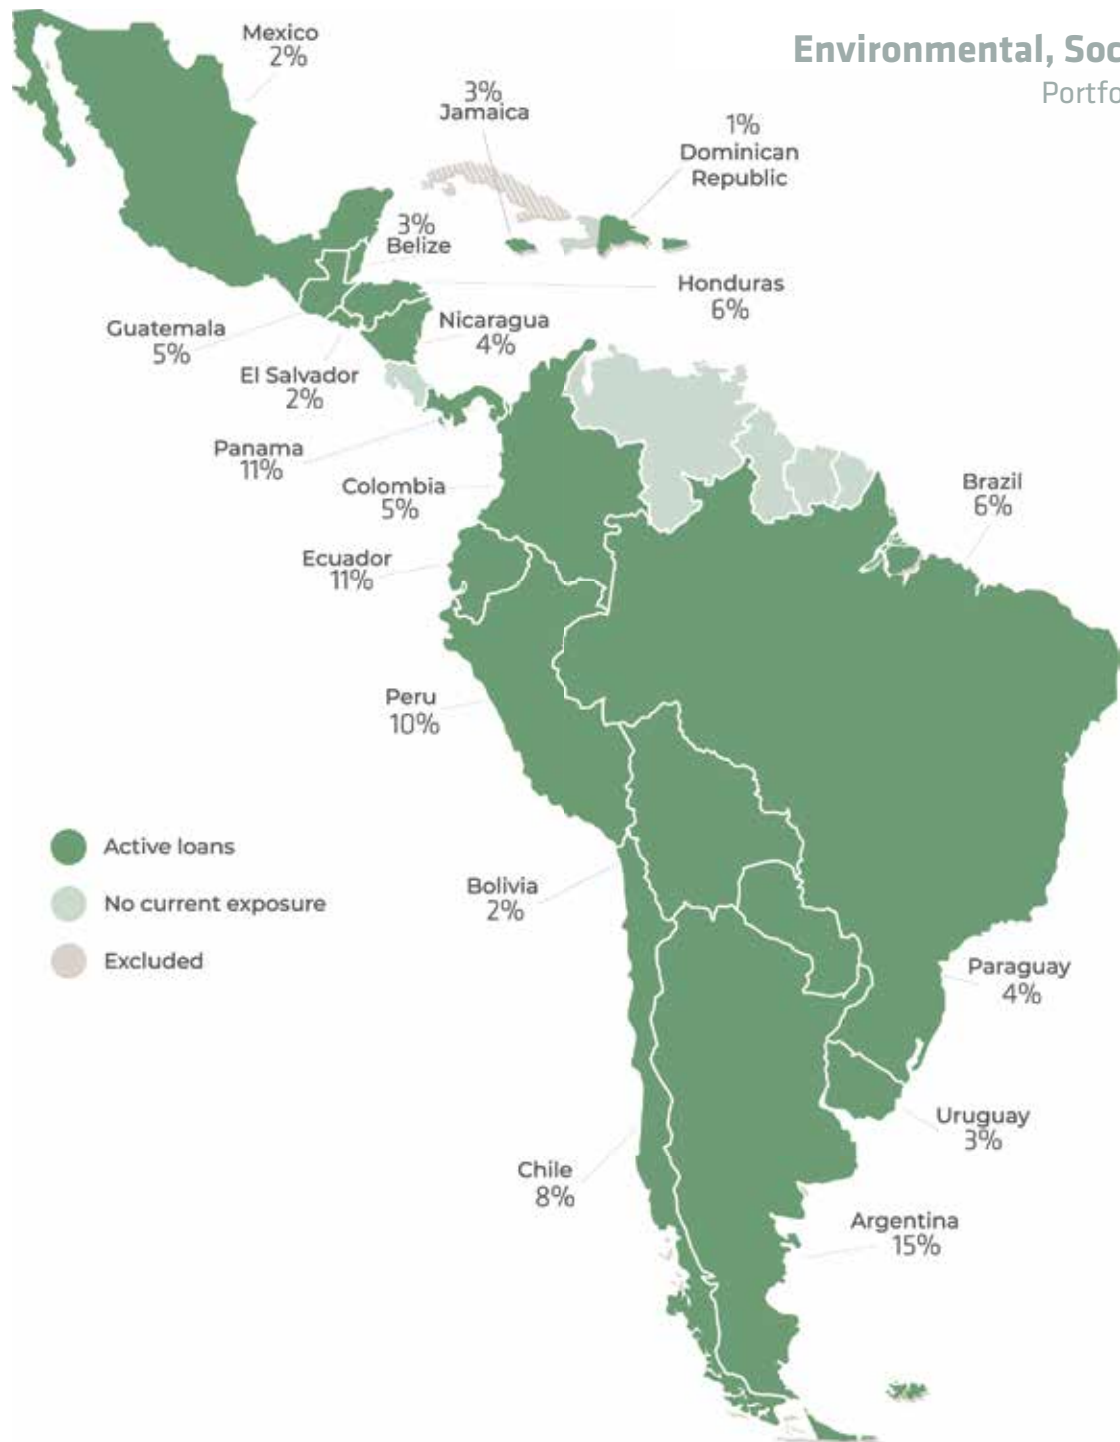 Environmental, Soc
Portfo
Mexico
2%
3%
Jamaica
1%
Dominican
Republic
3%
Belize
Honduras
6%
Guatemala
5%
Nicaragua
4%
El Salvador
2%
Panama
11%
Colombia
5%
Brazil
6%
Ecuador
11%
Peru
10%
Active loans
No current exposure
Excluded
Bolivia
2%
Paraguay
4%
Uruguay
3%
Chile
8%
Argentina
15%